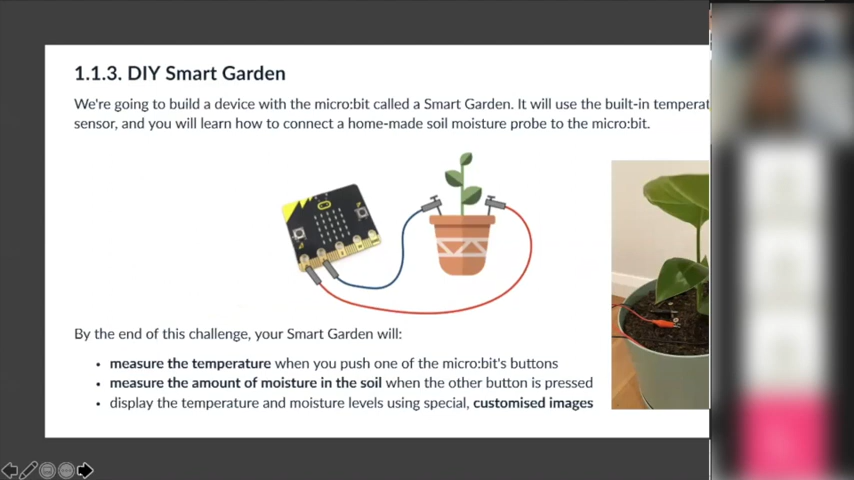 1.1.3. DIY Smart Garden
We're going to build a device with the micro:bit called a Smart Garden. It will use the built-in temperat
sensor, and you will learn how to connect a home-made soil moisture probe to the micro:bit.
By the end of this challenge, your Smart Garden will:
• measure the temperature when you push one of the micro:bit's buttons
• measure the amount of moisture in the soil when the other button is pressed
• display the temperature and moisture levels using special, customised images